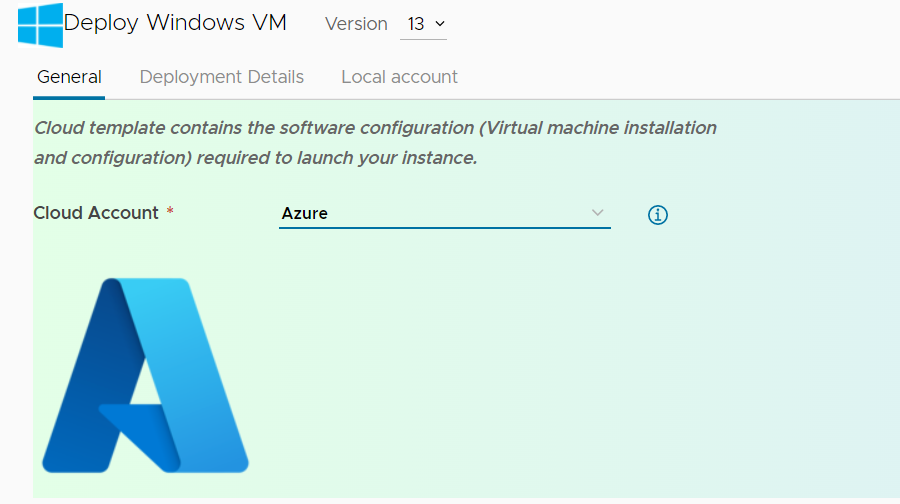 Deploy Windows VM Version 13
General Deployment Details Local account
Cloud template contains the software configuration (Virtual machine installation
and configuration) required to launch your instance.
Cloud Account * Azure